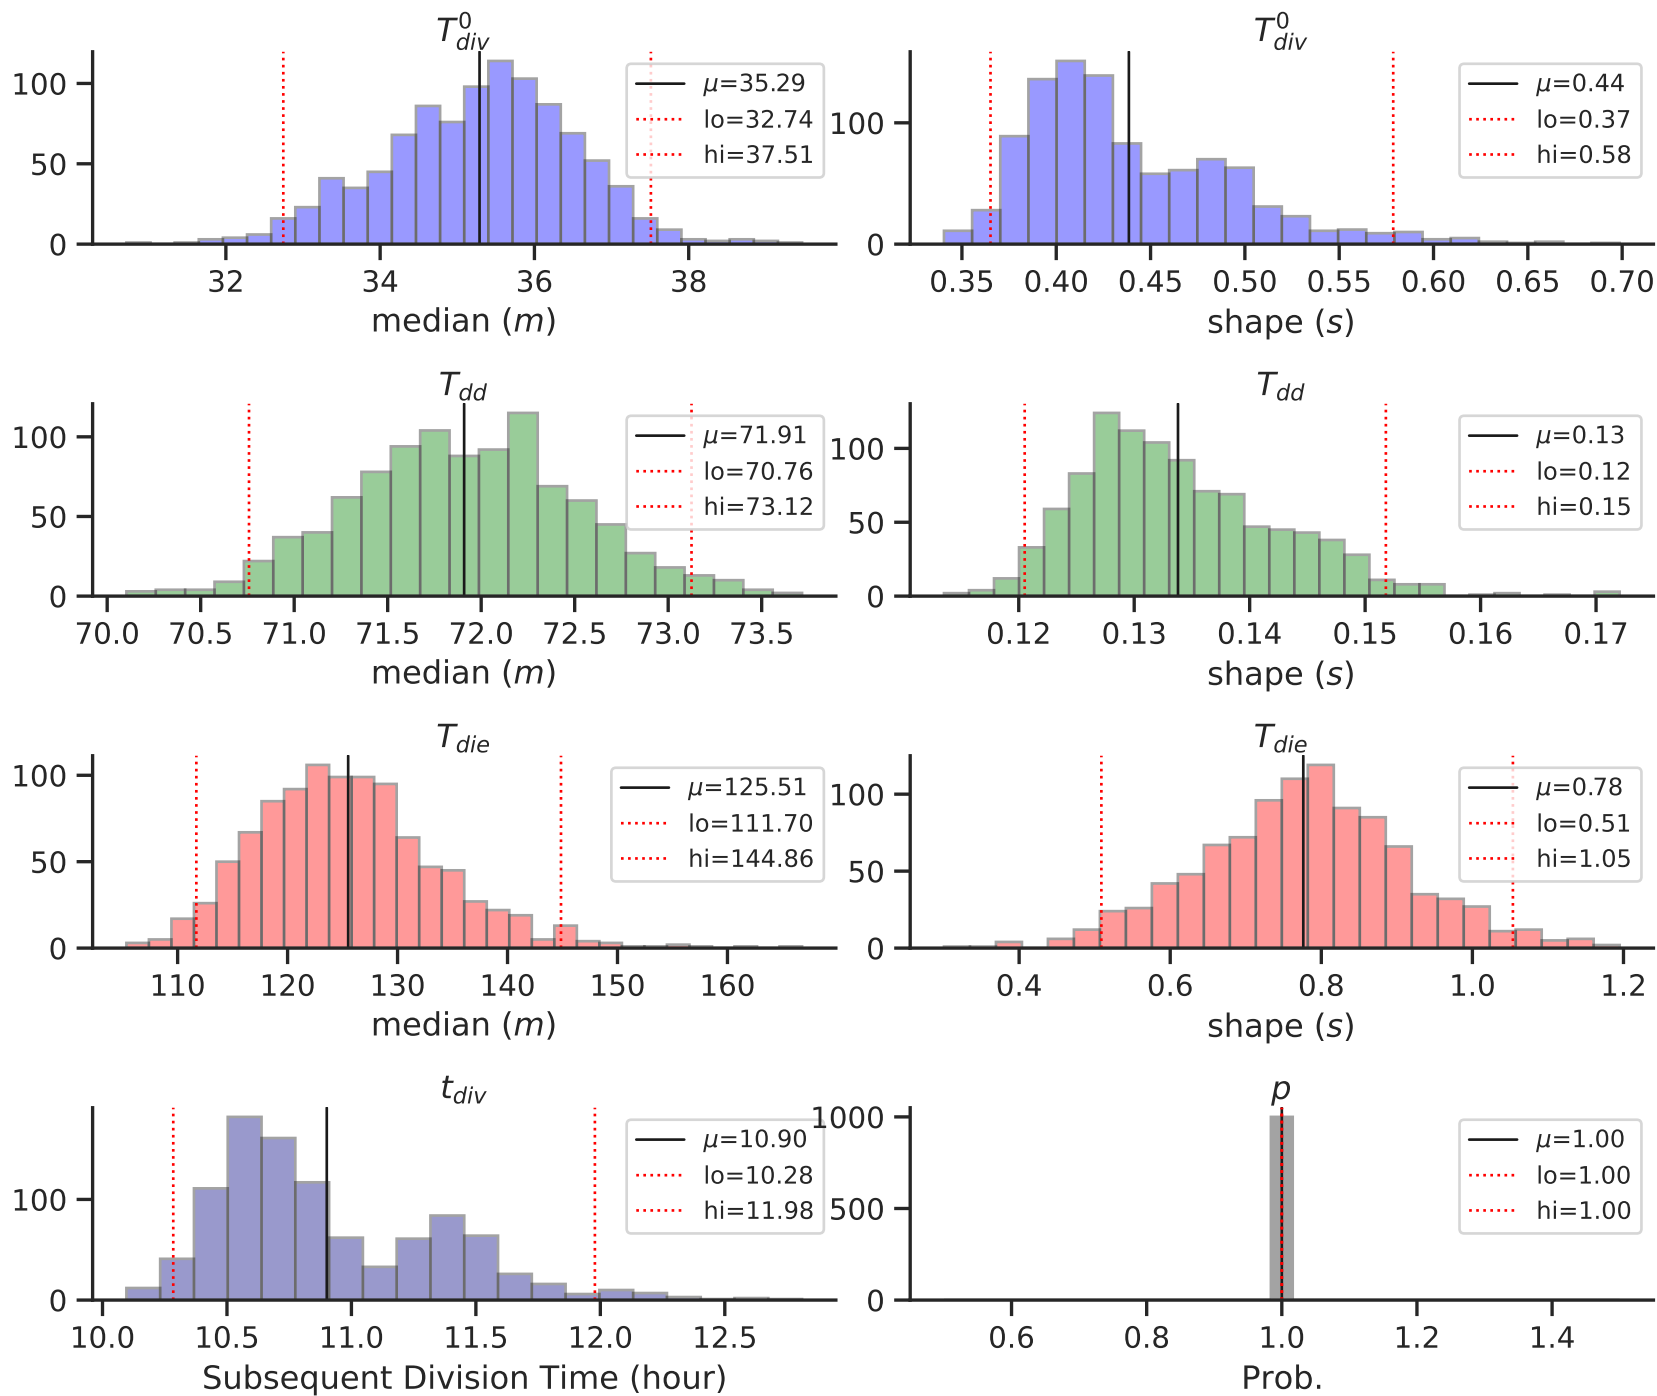 T⁰div
100
50
0
μ=35.29
lo=32.74
hi=37.51
32 34 36 38
median (m)
T⁰div
100
0
μ=0.44
lo=0.37
hi=0.58
0.35 0.40 0.45 0.50 0.55 0.60 0.65 0.70
shape (s)
Tdd
100
50
0
μ=71.91
lo=70.76
hi=73.12
70.0 70.5 71.0 71.5 72.0 72.5 73.0 73.5
median (m)
Tdd
100
50
0
μ=0.13
lo=0.12
hi=0.15
0.12 0.13 0.14 0.15 0.16 0.17
shape (s)
Tdie
100
50
0
μ=125.51
lo=111.70
hi=144.86
110 120 130 140 150 160
median (m)
Tdie
100
50
0
μ=0.78
lo=0.51
hi=1.05
0.4 0.6 0.8 1.0 1.2
shape (s)
tdiv
100
0
μ=10.90
lo=10.28
hi=11.98
10.0 10.5 11.0 11.5 12.0 12.5
Subsequent Division Time (hour)
p
1000
500
0
μ=1.00
lo=1.00
hi=1.00
0.6 0.8 1.0 1.2 1.4
Prob.